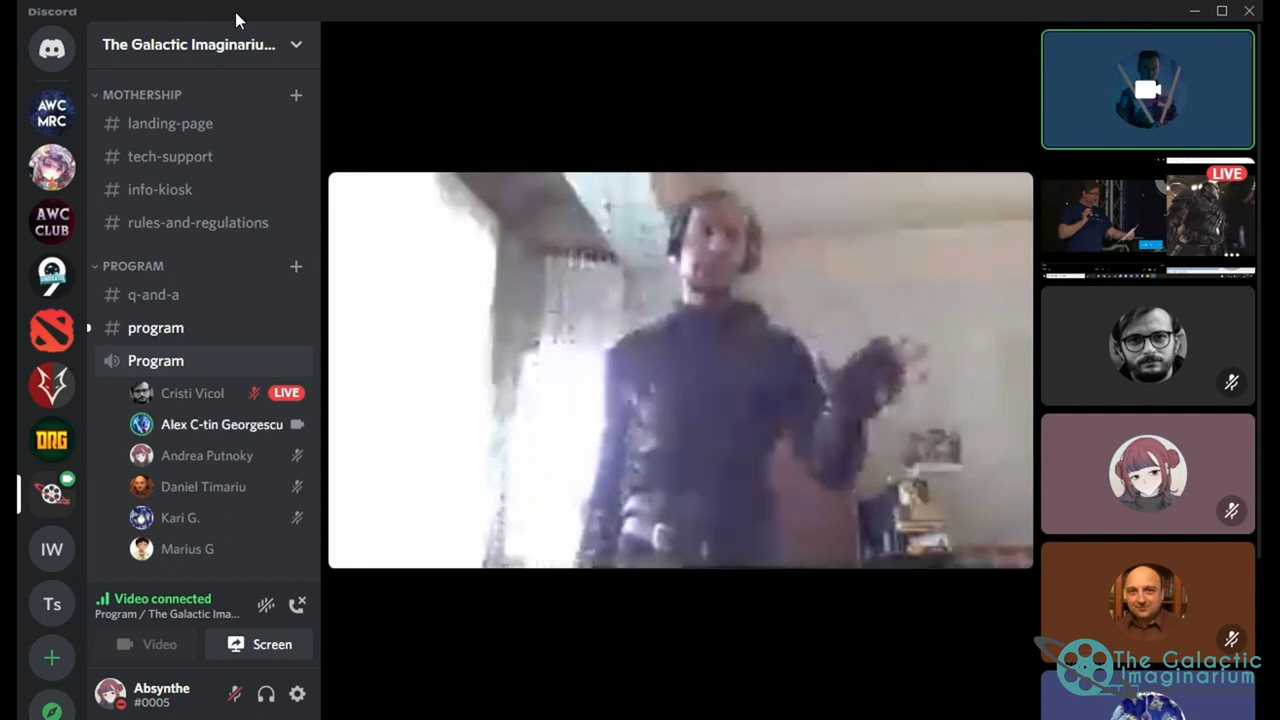 Discord
The Galactic Imaginariu...
AWC
MRC
AWC
CLUB
DRG
IW
Ts
MOTHERSHIP
landing-page
tech-support
info-kiosk
rules-and-regulations
PROGRAM
q-and-a
program
Program
Cristi Vicol LIVE
Alex C-tin Georgescu
Andrea Putnoky
Daniel Timariu
Kari G.
Marius G
Video connected
Program / The Galactic Ima...
Video Screen
Absynthe
#0005
LIVE
The Galactic
Imaginarium